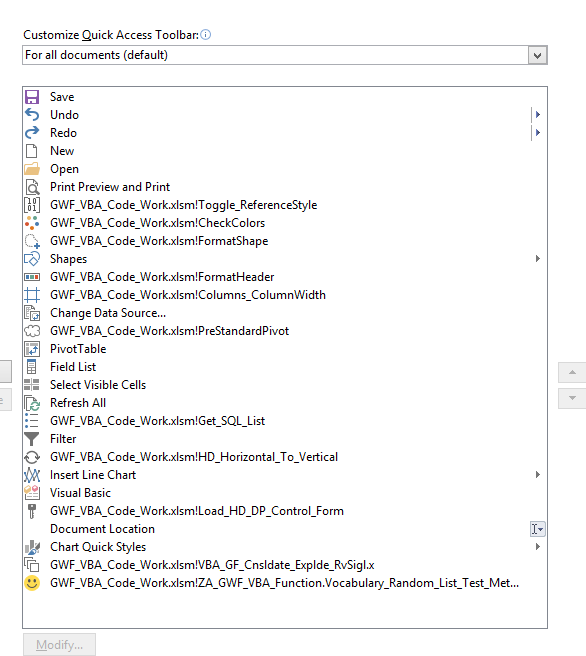 Customize Quick Access Toolbar:
For all documents (default)
Save
Undo
Redo
New
Open
Print Preview and Print
GWF_VBA_Code_Work.xlsm!Toggle_ReferenceStyle
GWF_VBA_Code_Work.xlsm!CheckColors
GWF_VBA_Code_Work.xlsm!FormatShape
Shapes
GWF_VBA_Code_Work.xlsm!FormatHeader
GWF_VBA_Code_Work.xlsm!Columns_ColumnWidth
Change Data Source...
GWF_VBA_Code_Work.xlsm!PreStandardPivot
PivotTable
Field List
Select Visible Cells
Refresh All
GWF_VBA_Code_Work.xlsm!Get_SQL_List
Filter
GWF_VBA_Code_Work.xlsm!HD_Horizontal_To_Vertical
Insert Line Chart
Visual Basic
GWF_VBA_Code_Work.xlsm!Load_HD_DP_Control_Form
Document Location
Chart Quick Styles
GWF_VBA_Code_Work.xlsm!VBA_GF_Cnsldate_Explde_RvSigl.x
GWF_VBA_Code_Work.xlsm!ZA_GWF_VBA_Function.Vocabulary_Random_List_Test_Met...
Modify...